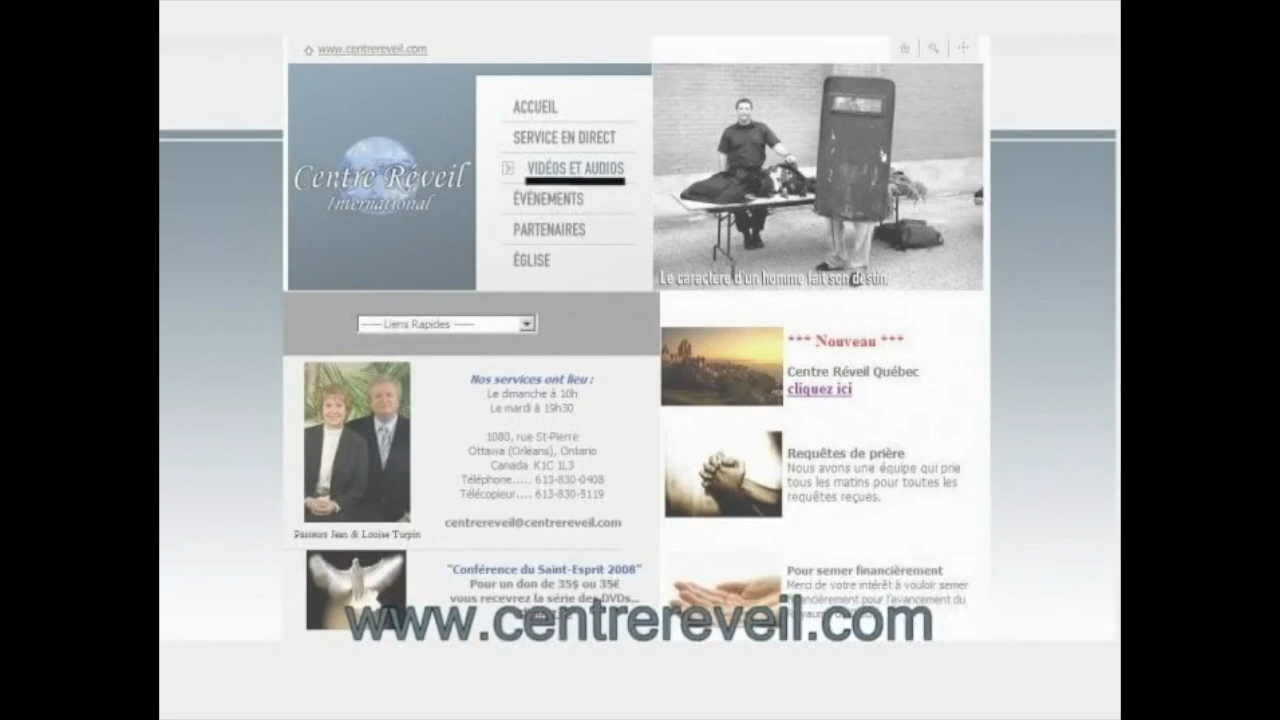 www.centrereveil.com
Centre Réveil
International
ACCUEIL
SERVICE EN DIRECT
VIDÉOS ET AUDIOS
ÉVÉNEMENTS
PARTENAIRES
ÉGLISE
Le caractere d'un homme fait son destin.
----- Liens Rapides -----
Nos services ont lieu :
Le dimanche à 10h
Le mardi à 19h30
1080, rue St-Pierre
Ottawa (Orléans), Ontario
Canada K1C 1L3
Téléphone..... 613-830-0408
Télécopieur.... 613-830-5119
centrereveil@centrereveil.com
Pasteurs Jean & Louise Turpin
"Conférence du Saint-Esprit 2008"
Pour un don de 35$ ou 35€
vous recevrez la série des DVDs...
*** Nouveau ***
Centre Réveil Québec
cliquez ici
Requêtes de prière
Nous avons une équipe qui prie
tous les matins pour toutes les
requêtes reçues.
Pour semer financièrement
Merci de votre intérêt à vouloir semer
financièrement pour l'avancement du
www.centrereveil.com